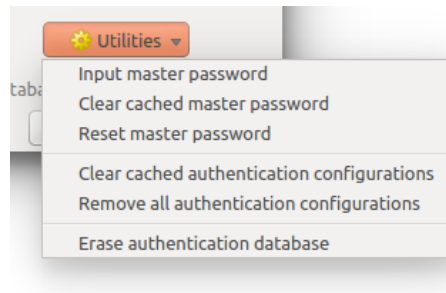 Utilities
Input master password
Clear cached master password
Reset master password
Clear cached authentication configurations
Remove all authentication configurations
Erase authentication database